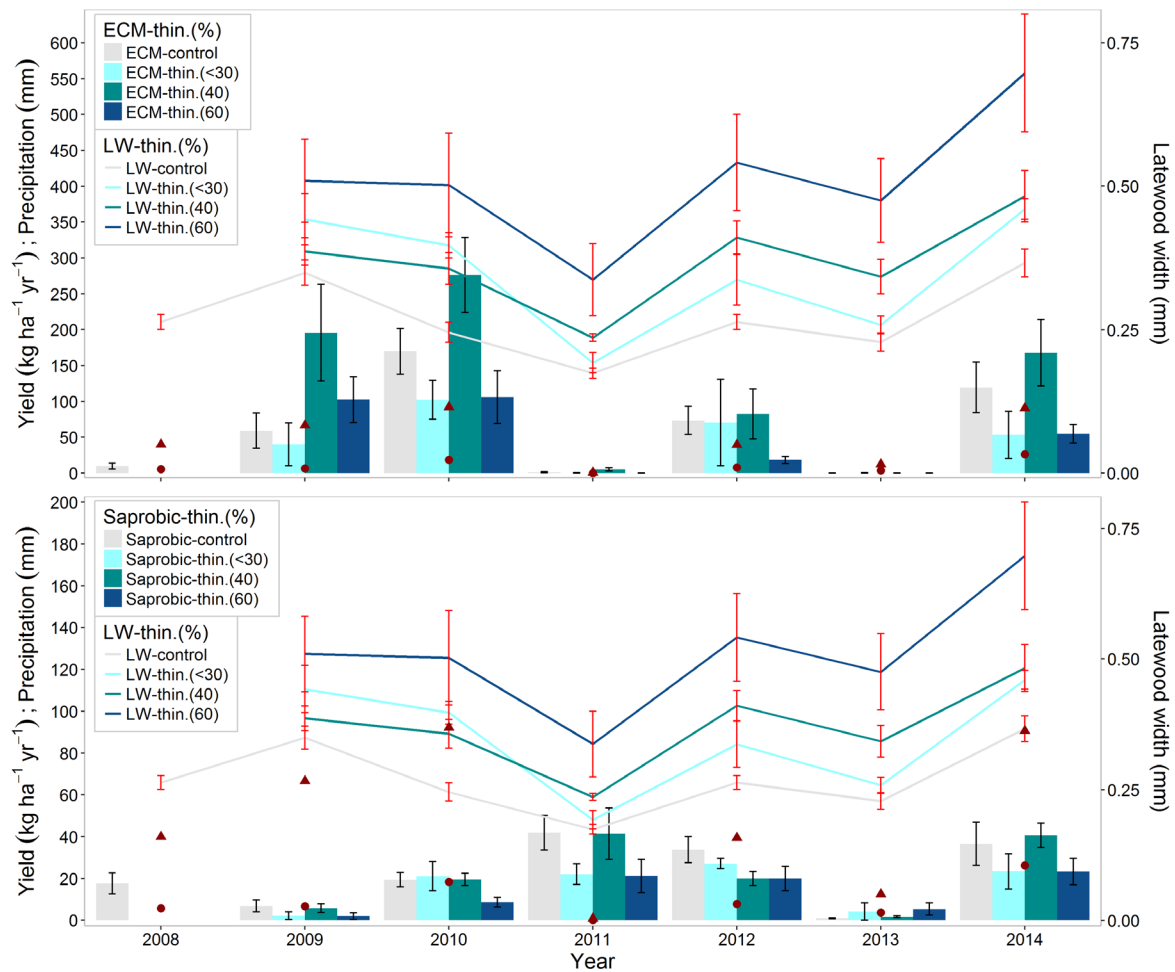 ECM-thin.(%)
ECM-control
ECM-thin.(<30)
ECM-thin.(40)
ECM-thin.(60)
LW-thin.(%)
LW-control
LW-thin.(<30)
LW-thin.(40)
LW-thin.(60)
Yield (kg ha⁻¹ yr⁻¹) ; Precipitation (mm)
600
550
500
450
400
350
300
250
200
150
100
50
0
0.75
0.50
0.25
0.00
Latewood width (mm)
Saprobic-thin.(%)
Saprobic-control
Saprobic-thin.(<30)
Saprobic-thin.(40)
Saprobic-thin.(60)
LW-thin.(%)
LW-control
LW-thin.(<30)
LW-thin.(40)
LW-thin.(60)
Yield (kg ha⁻¹ yr⁻¹) ; Precipitation (mm)
200
180
160
140
120
100
80
60
40
20
0
0.75
0.50
0.25
0.00
Latewood width (mm)
2008 2009 2010 2011 2012 2013 2014
Year